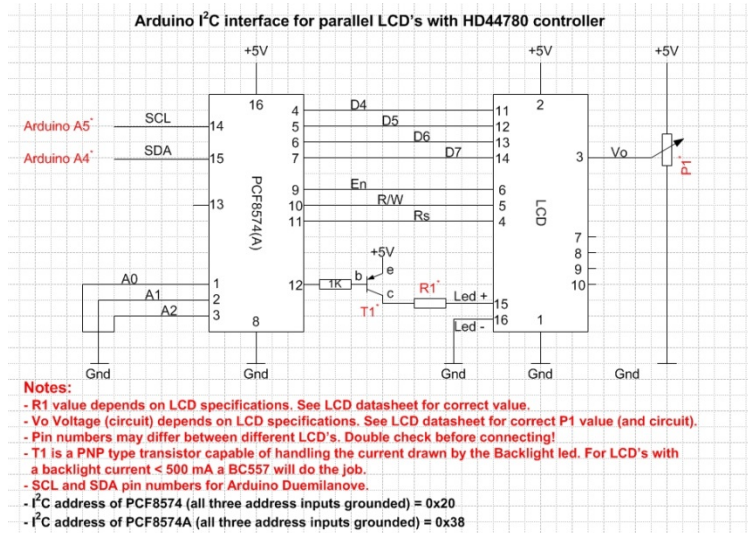 Arduino I²C interface for parallel LCD's with HD44780 controller
+5V
+5V
+5V
16
2
Arduino A5*
SCL
14
Arduino A4*
SDA
15
13
PCF8574(A)
4
D4
11
5
D5
12
6
D6
13
7
D7
14
9
En
6
10
R/W
5
11
Rs
4
LCD
3
Vo
P1*
7
8
9
10
+5V
A0
1
A1
2
A2
3
12
1K
b
e
c
T1*
R1*
Led +
15
Led -
16
8
1
Gnd
Gnd
Gnd
Gnd
Gnd
Notes:
- R1 value depends on LCD specifications. See LCD datasheet for correct value.
- Vo Voltage (circuit) depends on LCD specifications. See LCD datasheet for correct P1 value (and circuit).
- Pin numbers may differ between different LCD's. Double check before connecting!
- T1 is a PNP type transistor capable of handling the current drawn by the Backlight led. For LCD's with
a backlight current < 500 mA a BC557 will do the job.
- SCL and SDA pin numbers for Arduino Duemilanove.
- I²C address of PCF8574 (all three address inputs grounded) = 0x20
- I²C address of PCF8574A (all three address inputs grounded) = 0x38